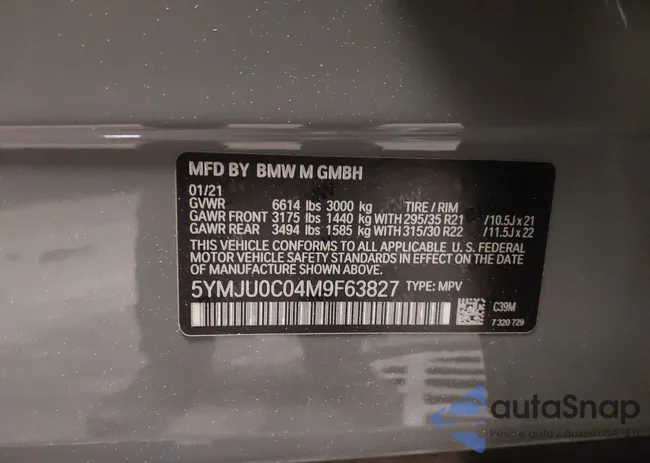 MFD BY BMW M GMBH
01/21
GVWR 6614 lbs 3000 kg TIRE / RIM
GAWR FRONT 3175 lbs 1440 kg WITH 295/35 R21 /10.5J x 21
GAWR REAR 3494 lbs 1585 kg WITH 315/30 R22 /11.5J x 22
THIS VEHICLE CONFORMS TO ALL APPLICABLE U. S. FEDERAL
MOTOR VEHICLE SAFETY STANDARDS IN EFFECT ON THE
DATE OF MANUFACTURE SHOWN ABOVE.
5YMJU0C04M9F63827 TYPE: MPV
C39M
7 320 729
autaSnap